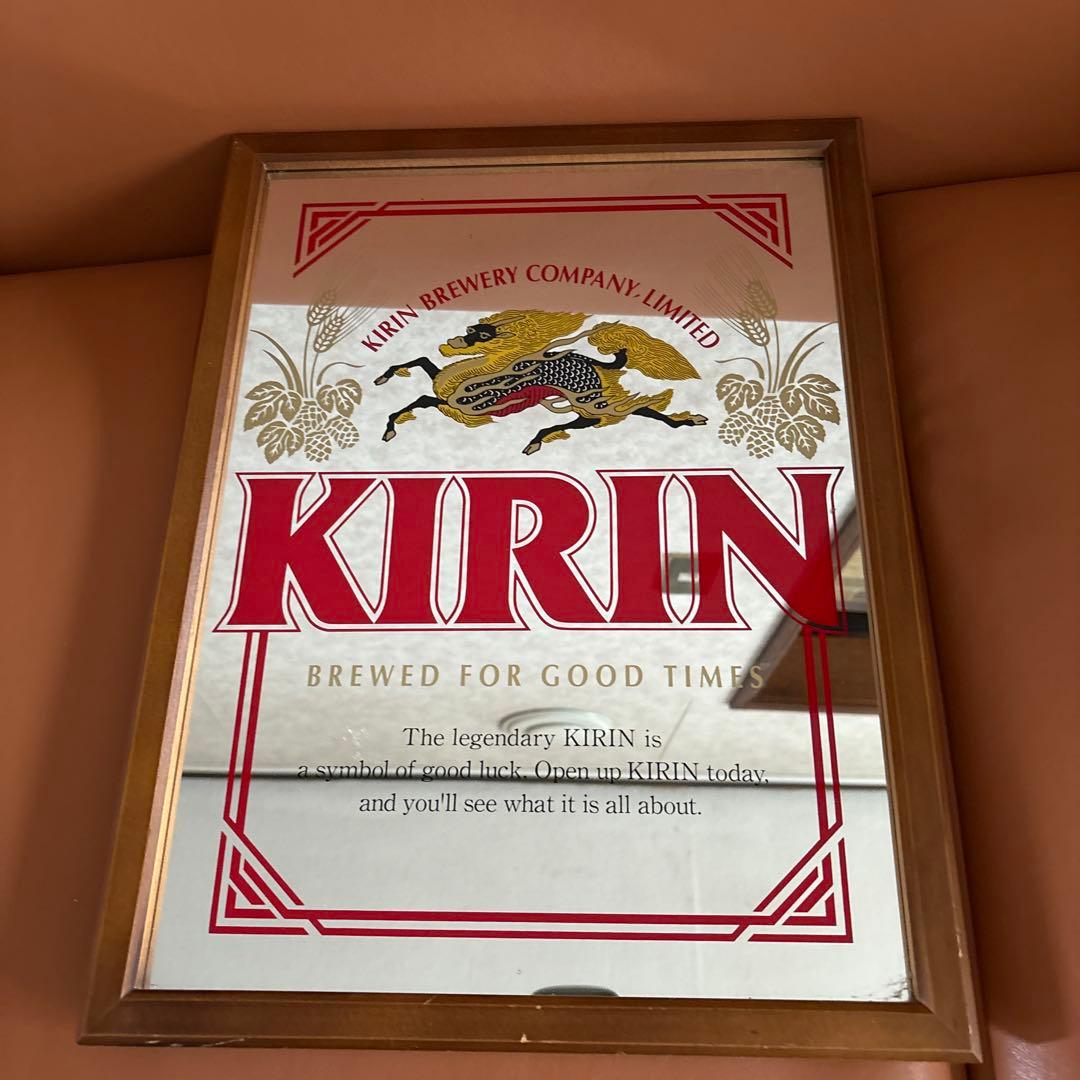 KIRIN BREWERY COMPANY, LIMITED
KIRIN
BREWED FOR GOOD TIMES
The legendary KIRIN is
a symbol of good luck. Open up KIRIN today,
and you'll see what it is all about.